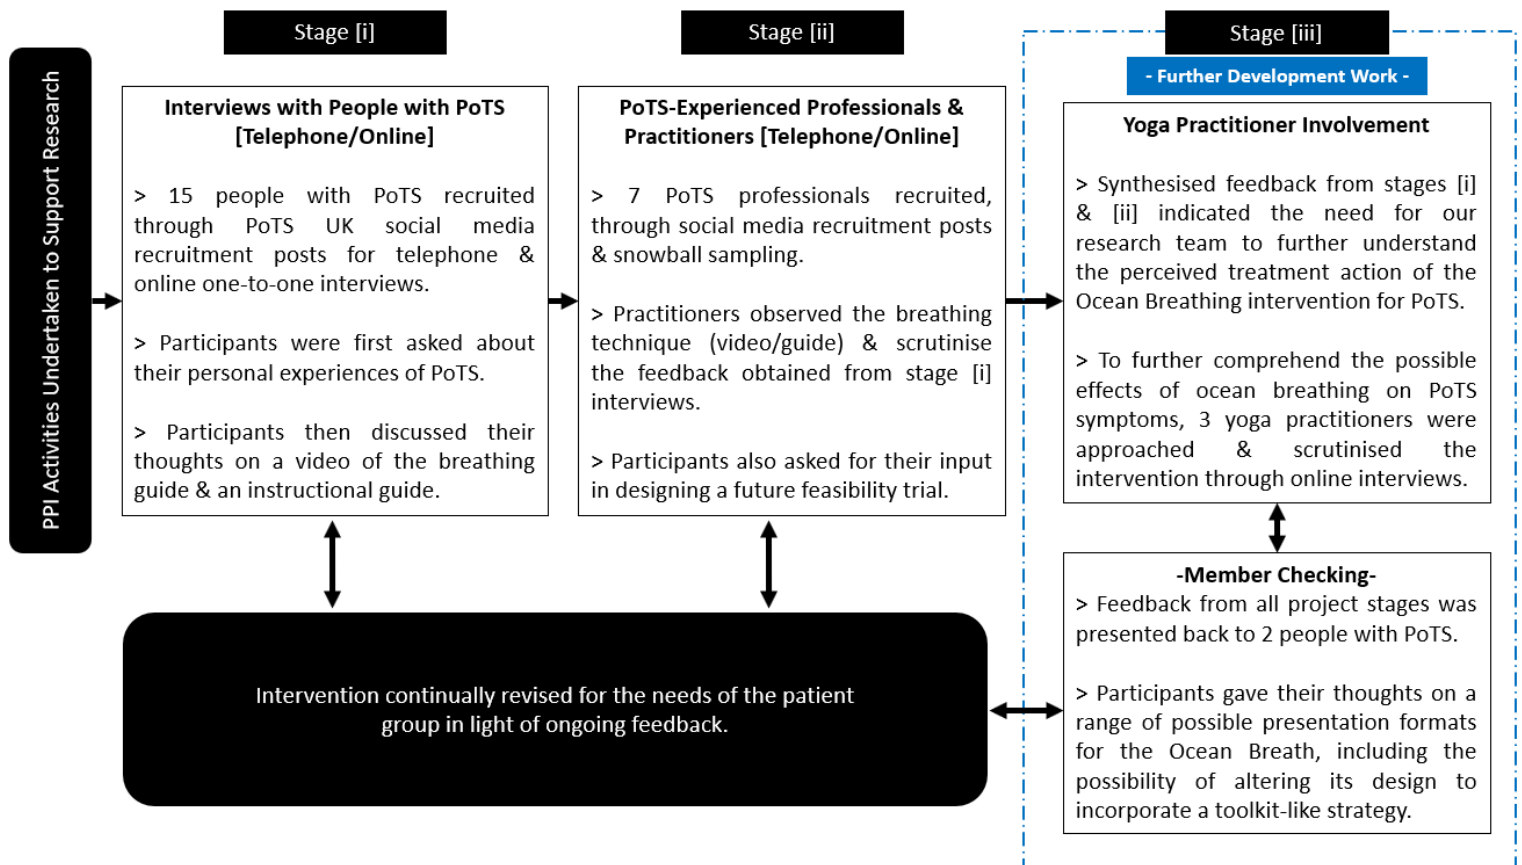 PPI Activities Undertaken to Support Research
Stage [i]
Interviews with People with PoTS
[Telephone/Online]
> 15 people with PoTS recruited
through PoTS UK social media
recruitment posts for telephone &
online one-to-one interviews.
> Participants were first asked about
their personal experiences of PoTS.
> Participants then discussed their
thoughts on a video of the breathing
guide & an instructional guide.
Stage [ii]
PoTS-Experienced Professionals &
Practitioners [Telephone/Online]
> 7 PoTS professionals recruited,
through social media recruitment posts
& snowball sampling.
> Practitioners observed the breathing
technique (video/guide) & scrutinise
the feedback obtained from stage [i]
interviews.
> Participants also asked for their input
in designing a future feasibility trial.
Stage [iii]
- Further Development Work -
Yoga Practitioner Involvement
> Synthesised feedback from stages [i]
& [ii] indicated the need for our
research team to further understand
the perceived treatment action of the
Ocean Breathing intervention for PoTS.
> To further comprehend the possible
effects of ocean breathing on PoTS
symptoms, 3 yoga practitioners were
approached & scrutinised the
intervention through online interviews.
-Member Checking-
> Feedback from all project stages was
presented back to 2 people with PoTS.
> Participants gave their thoughts on a
range of possible presentation formats
for the Ocean Breath, including the
possibility of altering its design to
incorporate a toolkit-like strategy.
Intervention continually revised for the needs of the patient
group in light of ongoing feedback.